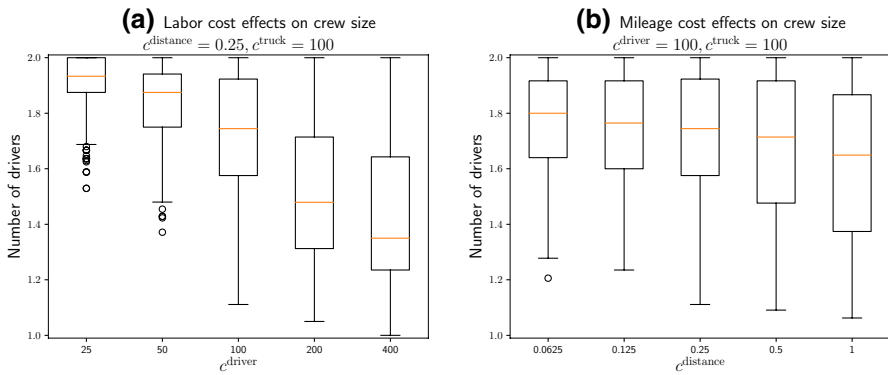 (a) Labor cost effects on crew size
c^distance = 0.25, c^truck = 100
Number of drivers
2.0
1.8
1.6
1.4
1.2
1.0
25 50 100 200 400
c^driver
(b) Mileage cost effects on crew size
c^driver = 100, c^truck = 100
Number of drivers
2.0
1.8
1.6
1.4
1.2
1.0
0.0625 0.125 0.25 0.5 1
c^distance